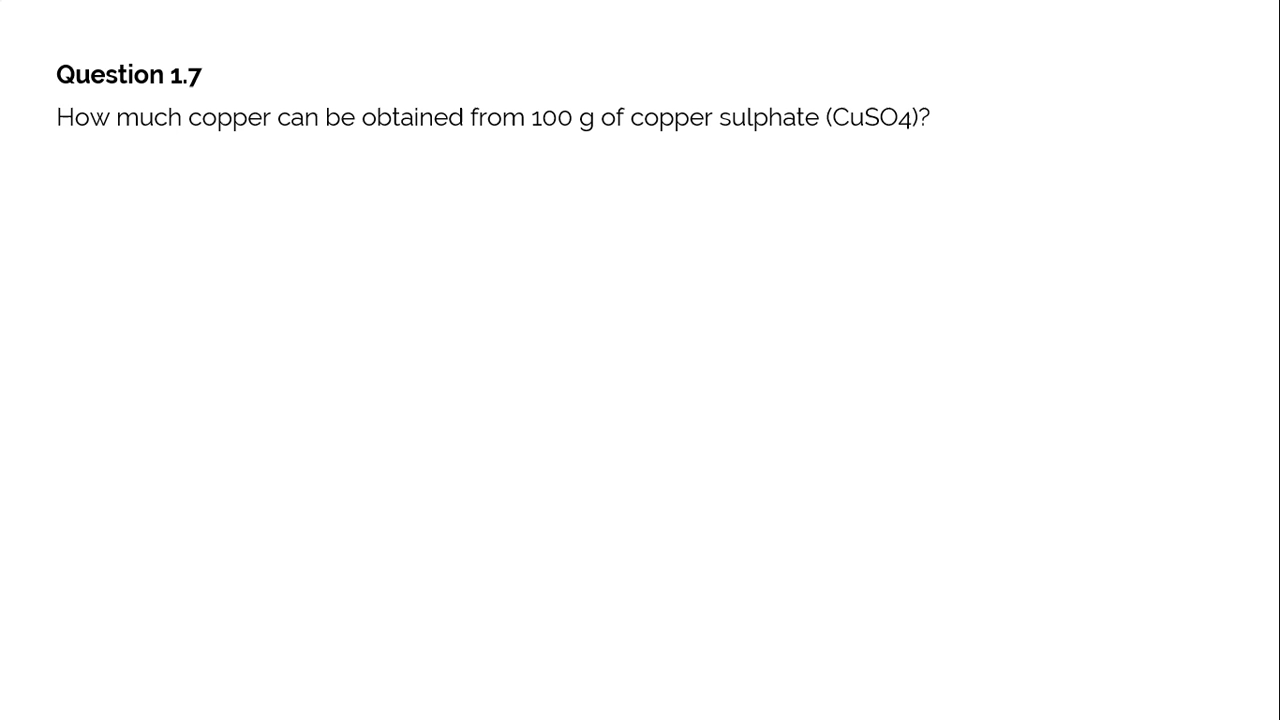 Question 1.7
How much copper can be obtained from 100 g of copper sulphate (CuSO4)?